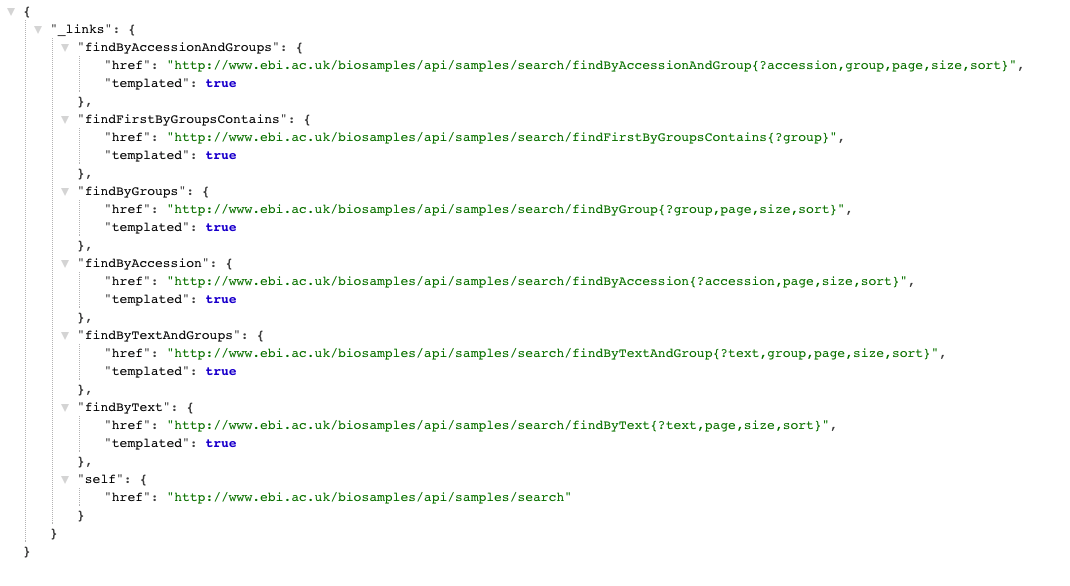 {
"_links": {
"findByAccessionAndGroups": {
"href": "http://www.ebi.ac.uk/biosamples/api/samples/search/findByAccessionAndGroup{?accession,group,page,size,sort}",
"templated": true
},
"findFirstByGroupsContains": {
"href": "http://www.ebi.ac.uk/biosamples/api/samples/search/findFirstByGroupsContains{?group}",
"templated": true
},
"findByGroups": {
"href": "http://www.ebi.ac.uk/biosamples/api/samples/search/findByGroup{?group,page,size,sort}",
"templated": true
},
"findByAccession": {
"href": "http://www.ebi.ac.uk/biosamples/api/samples/search/findByAccession{?accession,page,size,sort}",
"templated": true
},
"findByTextAndGroups": {
"href": "http://www.ebi.ac.uk/biosamples/api/samples/search/findByTextAndGroup{?text,group,page,size,sort}",
"templated": true
},
"findByText": {
"href": "http://www.ebi.ac.uk/biosamples/api/samples/search/findByText{?text,page,size,sort}",
"templated": true
},
"self": {
"href": "http://www.ebi.ac.uk/biosamples/api/samples/search"
}
}
}